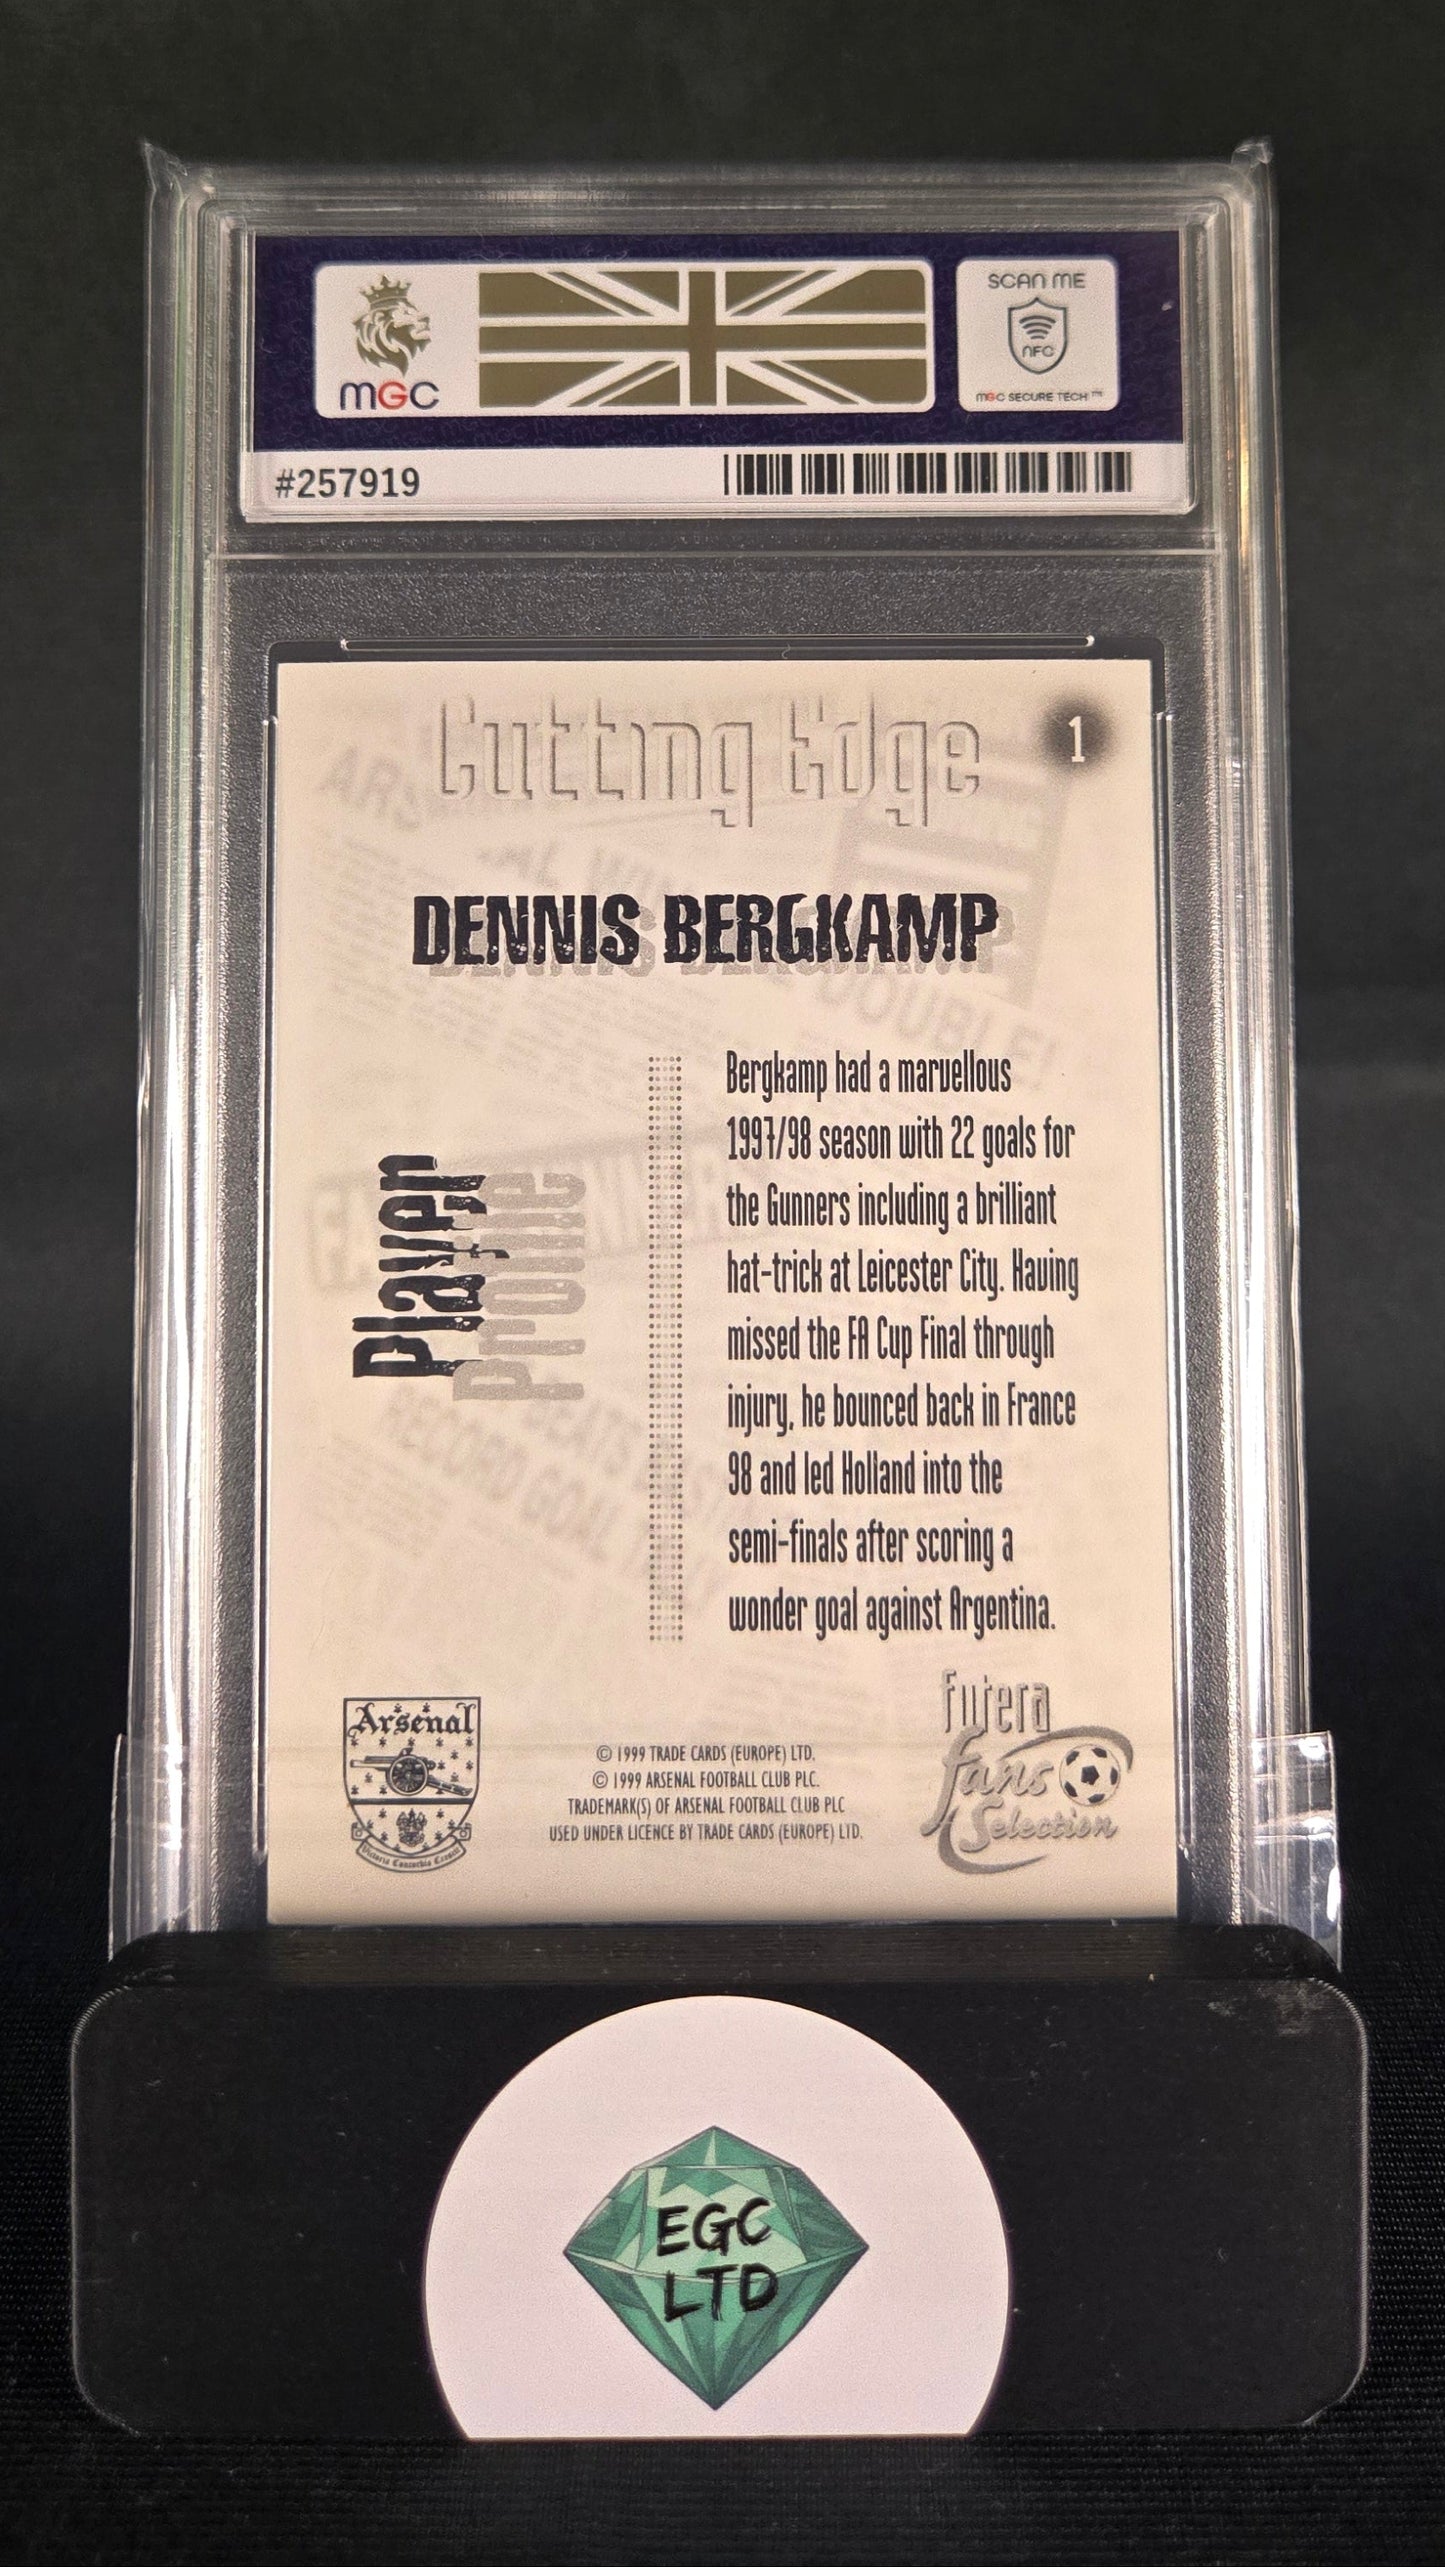 MGC
SCAN ME
NFC
MGC SECURE TECH™
#257919
Cutting Edge
1
DENNIS BERGKAMP
Player
Profile
Bergkamp had a marvellous
1997/98 season with 22 goals for
the Gunners including a brilliant
hat-trick at Leicester City. Having
missed the FA Cup Final through
injury, he bounced back in France
98 and led Holland into the
semi-finals after scoring a
wonder goal against Argentina.
Arsenal
Victoria Concordia Crescit
© 1999 TRADE CARDS (EUROPE) LTD.
© 1999 ARSENAL FOOTBALL CLUB PLC.
TRADEMARK(S) OF ARSENAL FOOTBALL CLUB PLC
USED UNDER LICENCE BY TRADE CARDS (EUROPE) LTD.
futera
fans
Selection
EGC
LTD